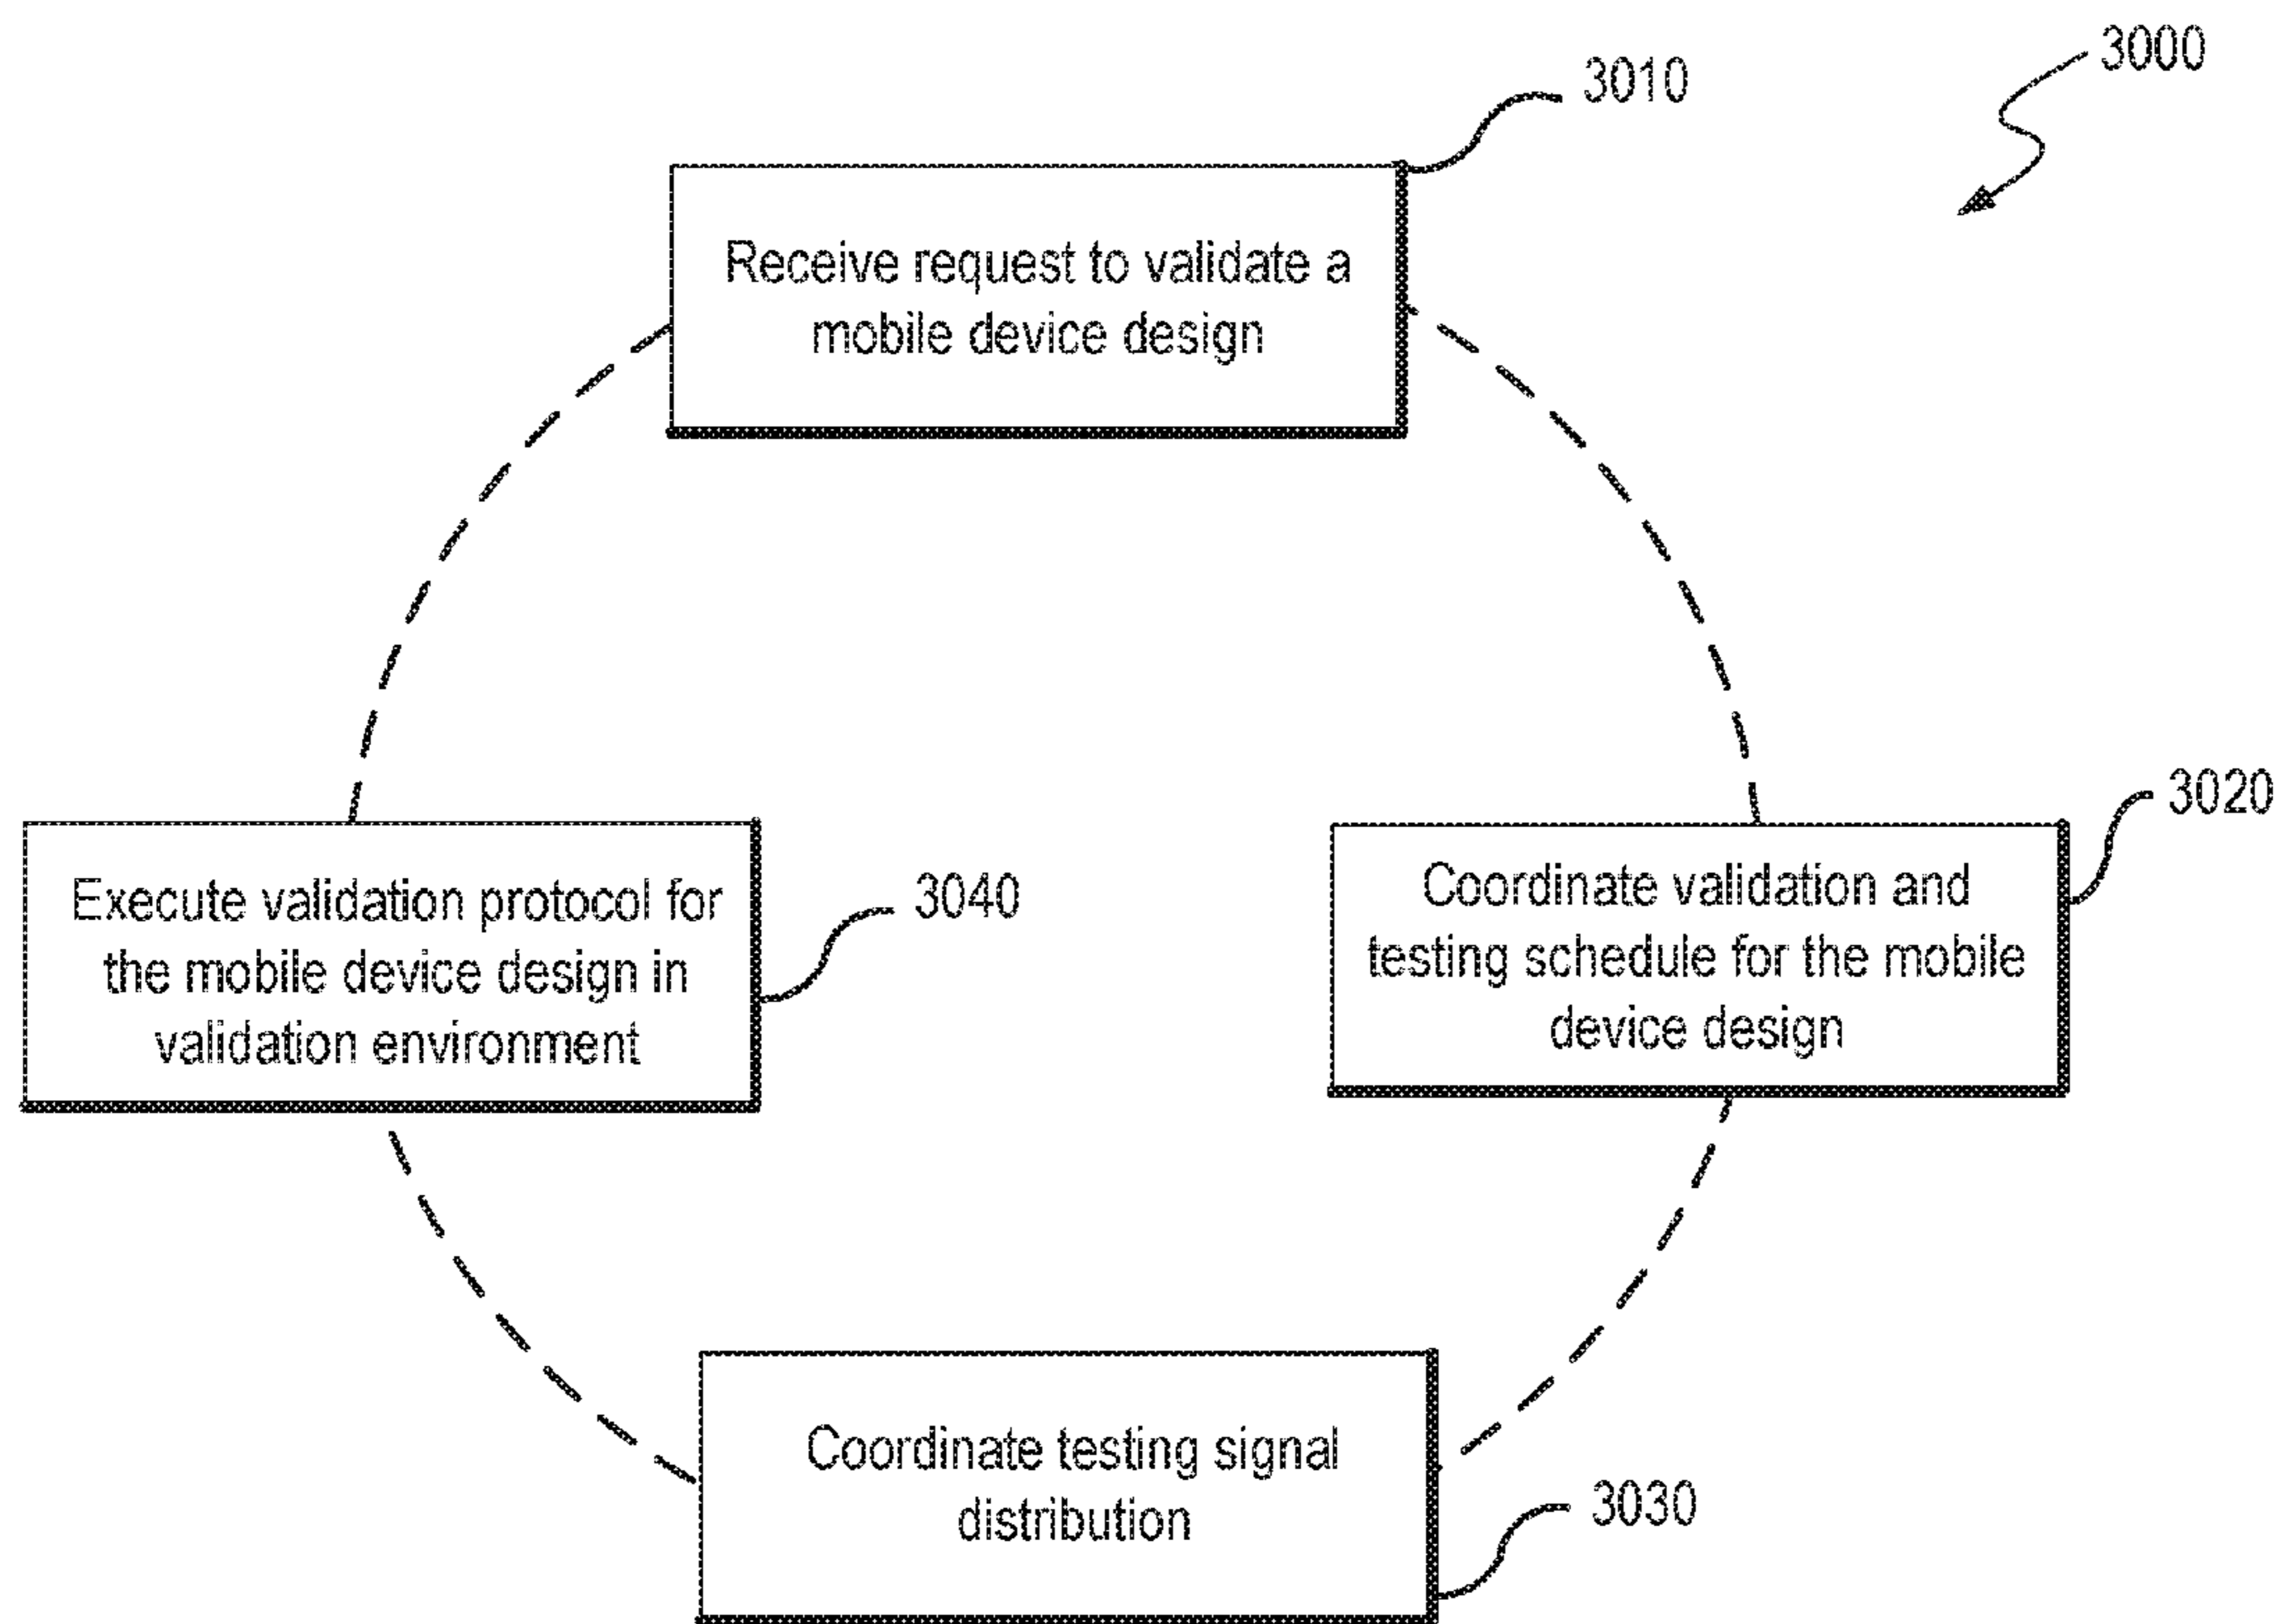 3000
3010
Receive request to validate a
mobile device design
3020
Coordinate validation and
testing schedule for the mobile
device design
3040
Execute validation protocol for
the mobile device design in
validation environment
Coordinate testing signal
distribution
3030